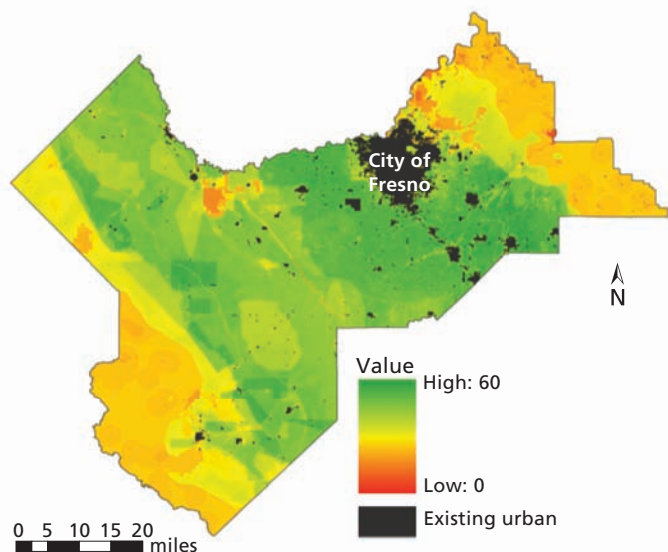 City of
Fresno
N
Value
High: 60
Low: 0
Existing urban
0 5 10 15 20
miles